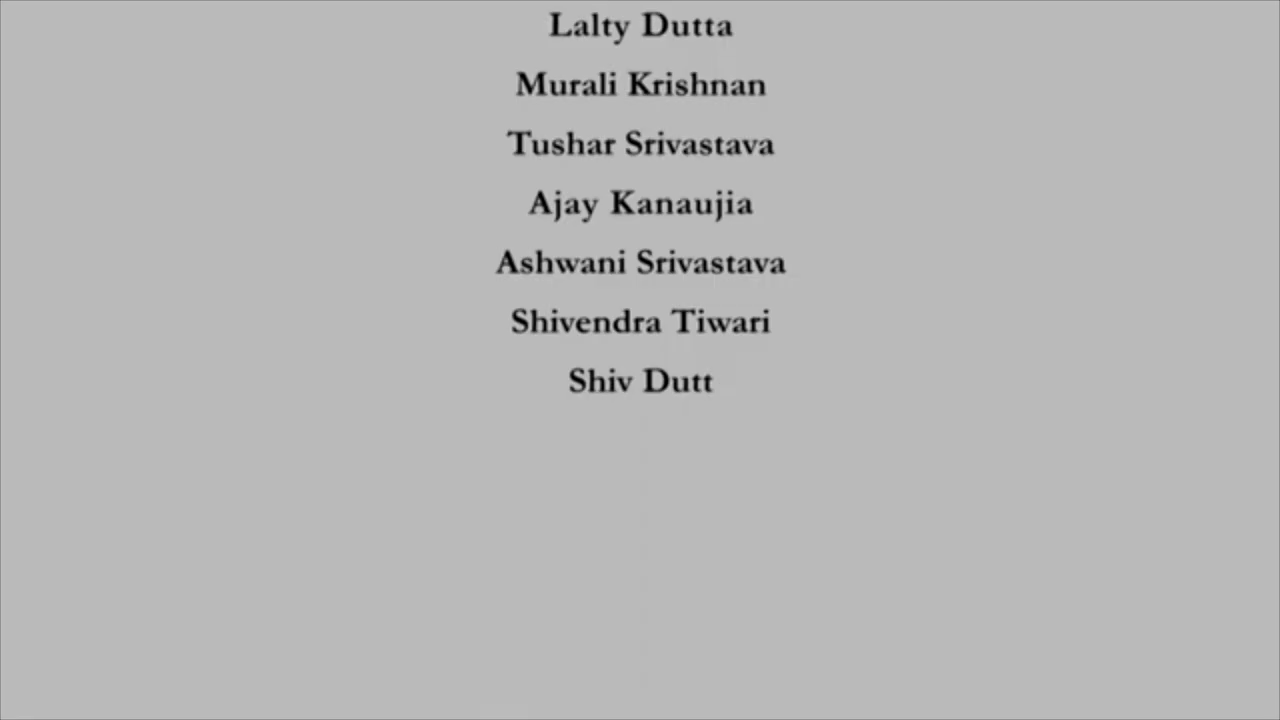 Lalty Dutta
Murali Krishnan
Tushar Srivastava
Ajay Kanaujia
Ashwani Srivastava
Shivendra Tiwari
Shiv Dutt